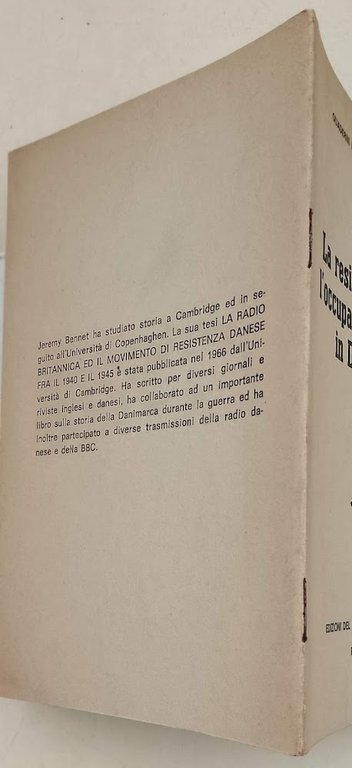 Jeremy Bennet ha studiato storia a Cambridge ed in se-
guito all'Università di Copenhaghen. La sua tesi LA RADIO
BRITANNICA ED IL MOVIMENTO DI RESISTENZA DANESE
FRA IL 1940 E IL 1945 è stata pubblicata nel 1966 dall'Uni-
versità di Cambridge. Ha scritto per diversi giornali e
riviste inglesi e danesi, ha collaborato ad un importante
libro sulla storia della Danimarca durante la guerra ed ha
inoltre partecipato a diverse trasmissioni della radio da-
nese e della BBC.
QUADERNI
La resi
l'occupa
in D
EDIZIONI DEL